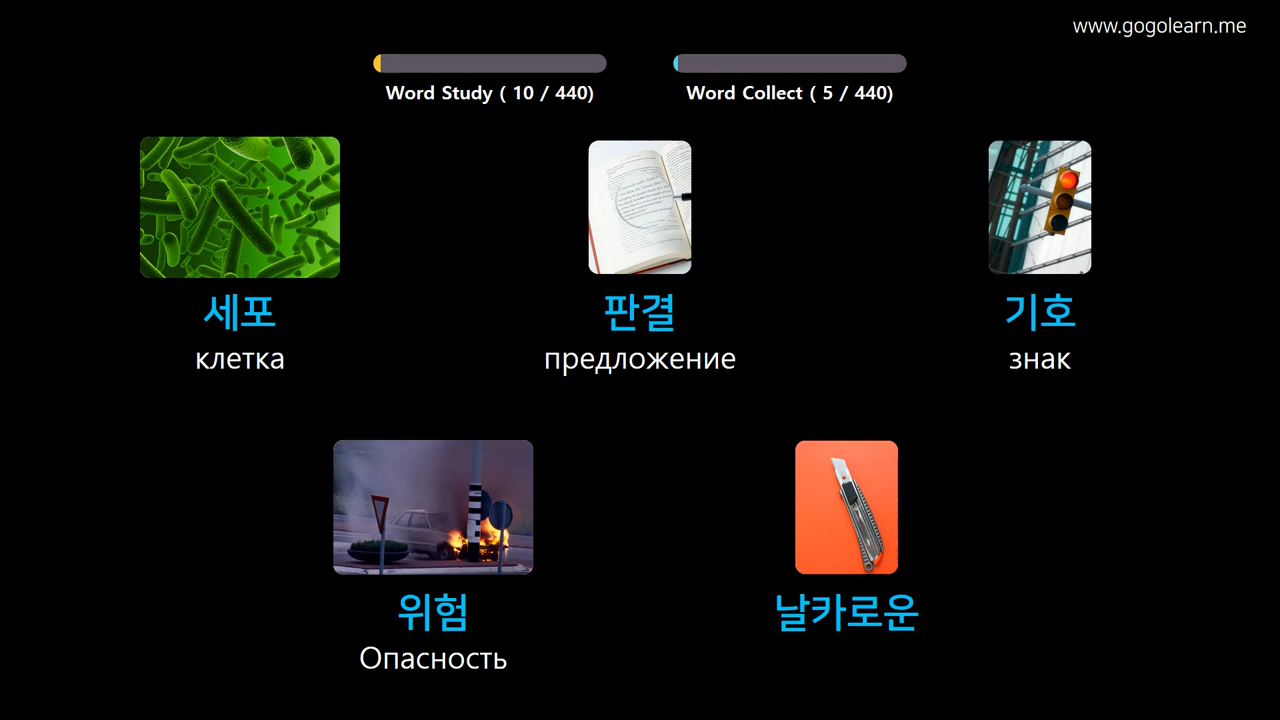 www.gogolearn.me
Word Study ( 10 / 440)
Word Collect ( 5 / 440)
세포
клетка
판결
предложение
기호
знак
위험
Опасность
날카로운